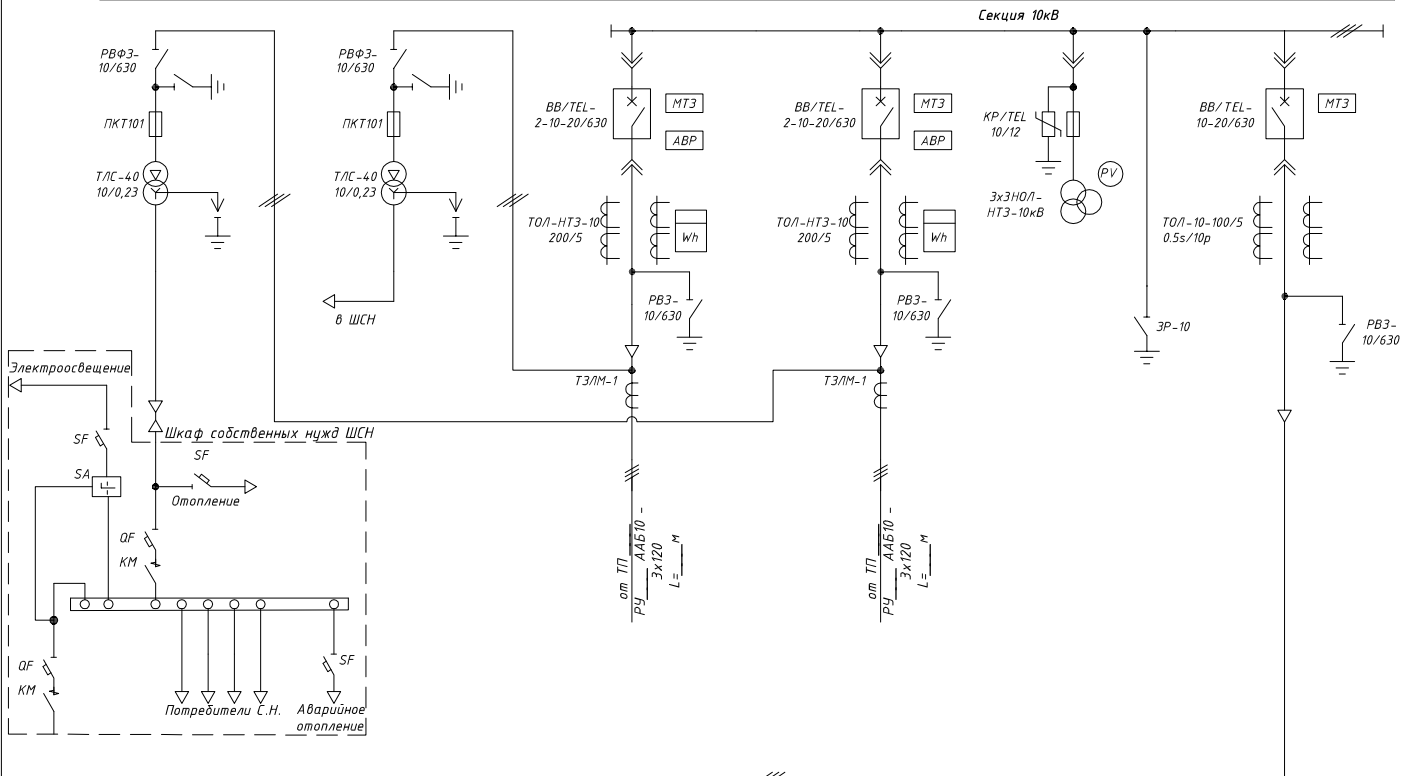 Секция 10кВ
РВФЗ-
10/630
РВФЗ-
10/630
ПКТ101
ПКТ101
ТЛС-40
10/0,23
ТЛС-40
10/0,23
ВВ/TEL-
2-10-20/630
МТЗ
АВР
ВВ/TEL-
2-10-20/630
МТЗ
АВР
КР/TEL
10/12
PV
3х3НОЛ-
НТЗ-10кВ
ВВ/TEL-
10-20/630
МТЗ
ТОЛ-НТЗ-10
200/5
Wh
ТОЛ-НТЗ-10
200/5
Wh
ТОЛ-10-100/5
0.5s/10р
в ШСН
РВЗ-
10/630
РВЗ-
10/630
ЗР-10
РВЗ-
10/630
ТЗЛМ-1
ТЗЛМ-1
Электроосвещение
Шкаф собственных нужд ШСН
SF
SA
SF
Отопление
QF
КМ
QF
КМ
SF
Потребители С.Н.
Аварийное
отопление
от ТП
РУ
ААБ10 -
3х120
L= м
от ТП
РУ
ААБ10 -
3х120
L= м